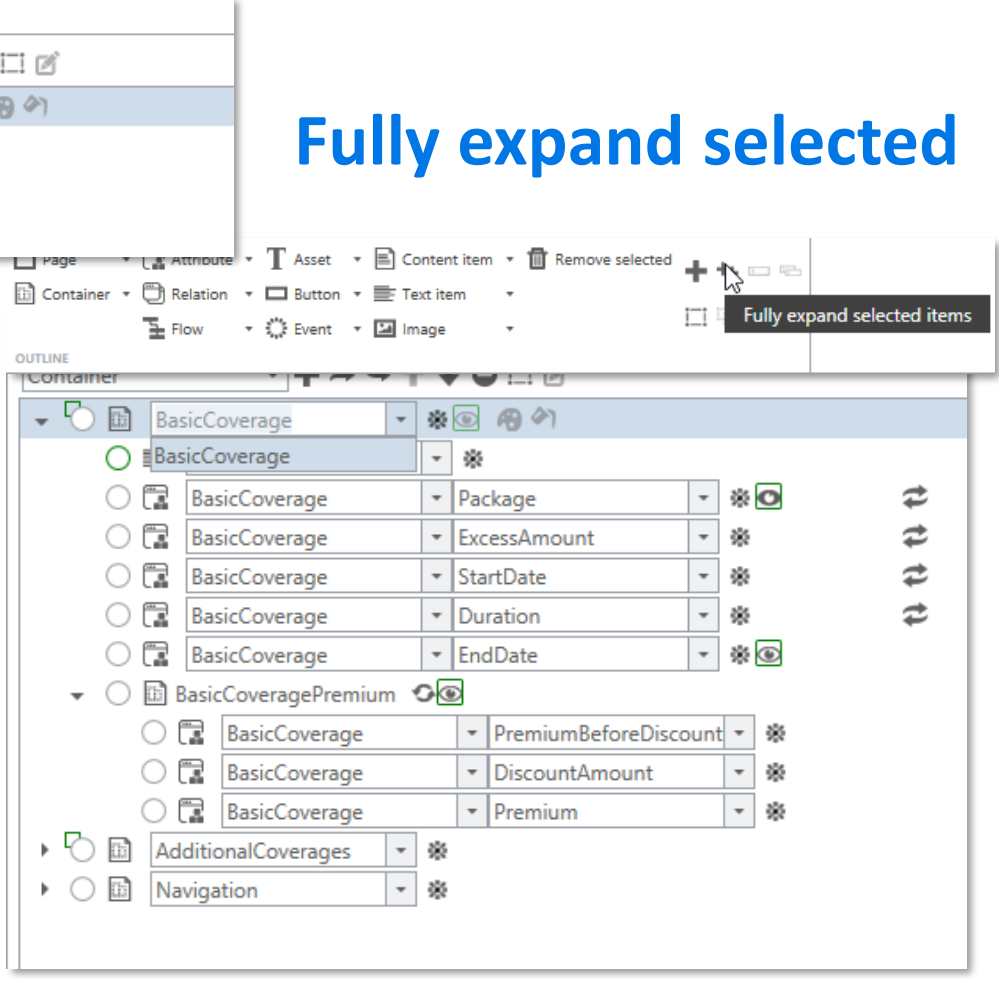 Fully expand selected
Page Attribute Asset Content item Remove selected
Container Relation Button Text item
Fully expand selected items
Flow Event Image
OUTLINE
Container
BasicCoverage
BasicCoverage
BasicCoverage Package
BasicCoverage ExcessAmount
BasicCoverage StartDate
BasicCoverage Duration
BasicCoverage EndDate
BasicCoveragePremium
BasicCoverage PremiumBeforeDiscount
BasicCoverage DiscountAmount
BasicCoverage Premium
AdditionalCoverages
Navigation